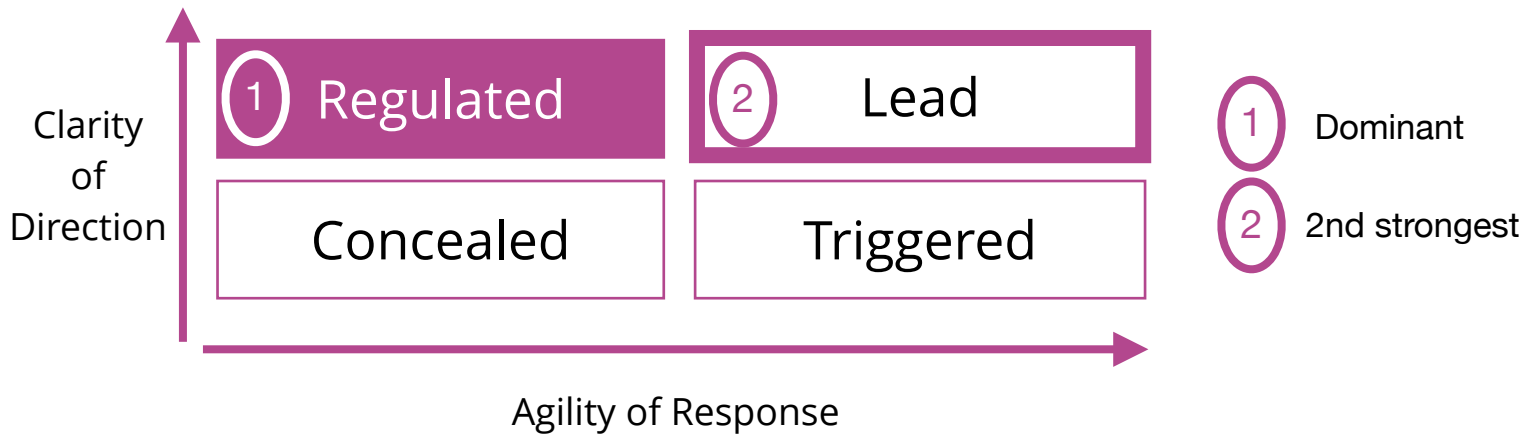 Clarity
of
Direction
1 Regulated
2 Lead
Concealed
Triggered
Agility of Response
1 Dominant
2 2nd strongest